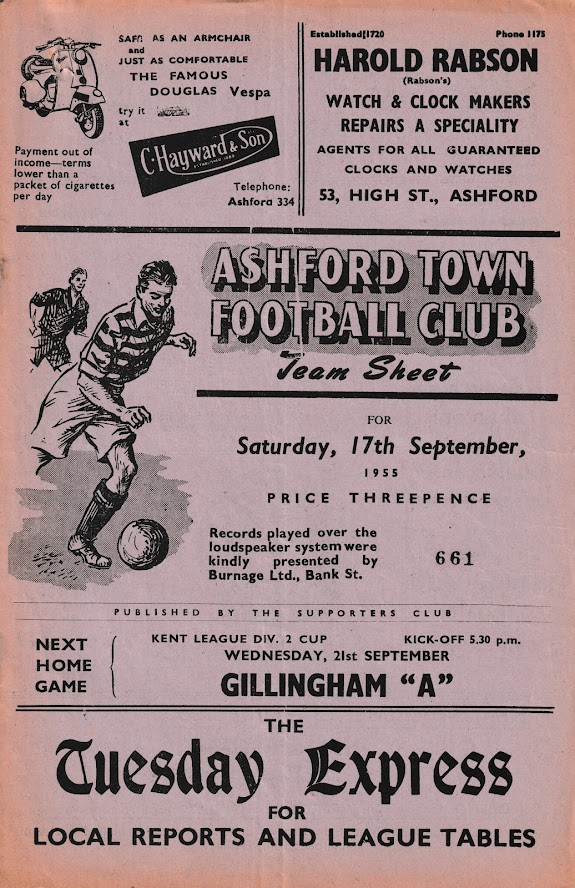 SAFE AS AN ARMCHAIR
and
JUST AS COMFORTABLE
THE FAMOUS
DOUGLAS Vespa
try it
at
C. Hayward & Son
ESTABLISHED
Payment out of
income—terms
lower than a
packet of cigarettes
per day
Telephone:
Ashford 334
Established 1720 Phone 1175
HAROLD RABSON
(Rabson's)
WATCH & CLOCK MAKERS
REPAIRS A SPECIALITY
AGENTS FOR ALL GUARANTEED
CLOCKS AND WATCHES
53, HIGH ST., ASHFORD
ASHFORD TOWN
FOOTBALL CLUB
Team Sheet
FOR
Saturday, 17th September,
1955
PRICE THREEPENCE
Records played over the
loudspeaker system were
kindly presented by
Burnage Ltd., Bank St.
661
PUBLISHED BY THE SUPPORTERS CLUB
NEXT
HOME
GAME
KENT LEAGUE DIV. 2 CUP KICK-OFF 5.30 p.m.
WEDNESDAY, 21st SEPTEMBER
GILLINGHAM "A"
THE
Tuesday Express
FOR
LOCAL REPORTS AND LEAGUE TABLES